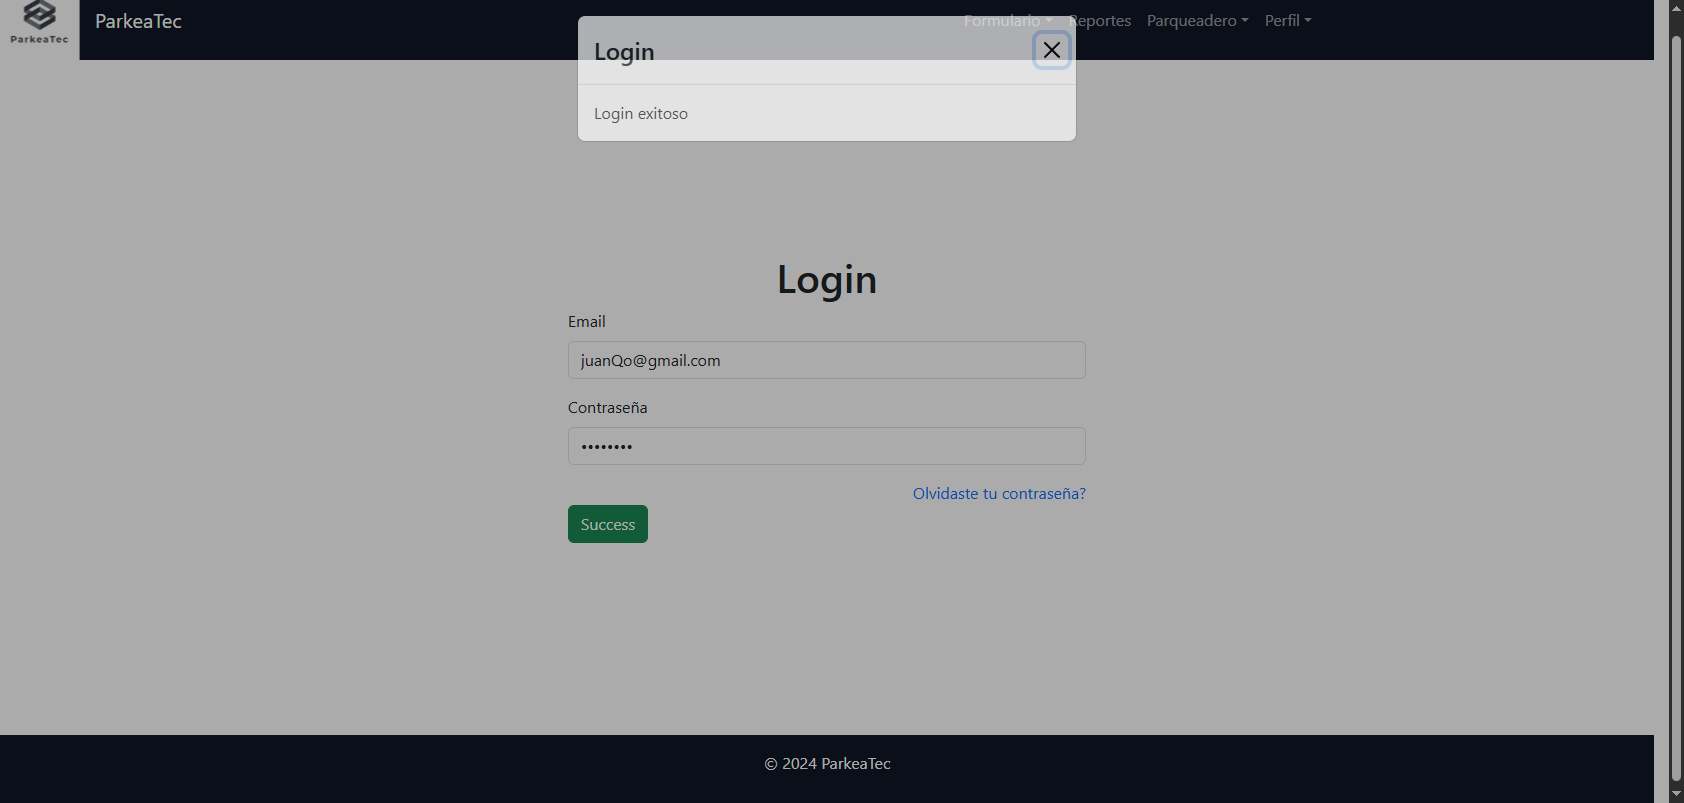 ParkeaTec
ParkeaTec
Formulario
Reportes
Parqueadero
Perfil
Login
Login exitoso
Login
Email
juanQo@gmail.com
Contraseña
••••••••
Olvidaste tu contraseña?
Success
© 2024 ParkeaTec